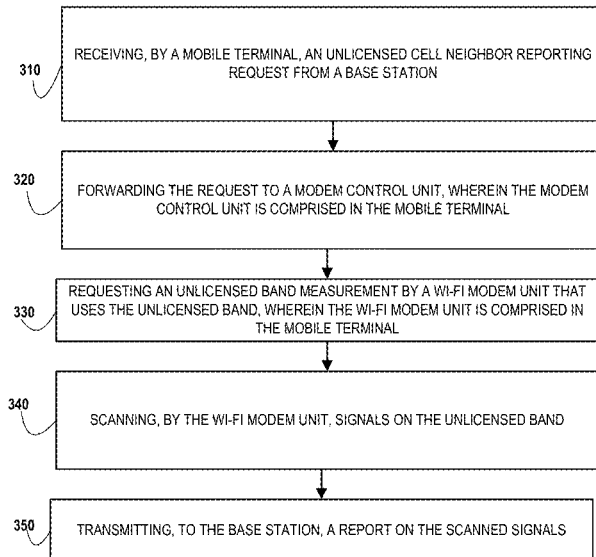 310
RECEIVING, BY A MOBILE TERMINAL, AN UNLICENSED CELL NEIGHBOR REPORTING
REQUEST FROM A BASE STATION
320
FORWARDING THE REQUEST TO A MODEM CONTROL UNIT, WHEREIN THE MODEM
CONTROL UNIT IS COMPRISED IN THE MOBILE TERMINAL
330
REQUESTING AN UNLICENSED BAND MEASUREMENT BY A WI-FI MODEM UNIT THAT
USES THE UNLICENSED BAND, WHEREIN THE WI-FI MODEM UNIT IS COMPRISED IN
THE MOBILE TERMINAL
340
SCANNING, BY THE WI-FI MODEM UNIT, SIGNALS ON THE UNLICENSED BAND
350
TRANSMITTING, TO THE BASE STATION, A REPORT ON THE SCANNED SIGNALS